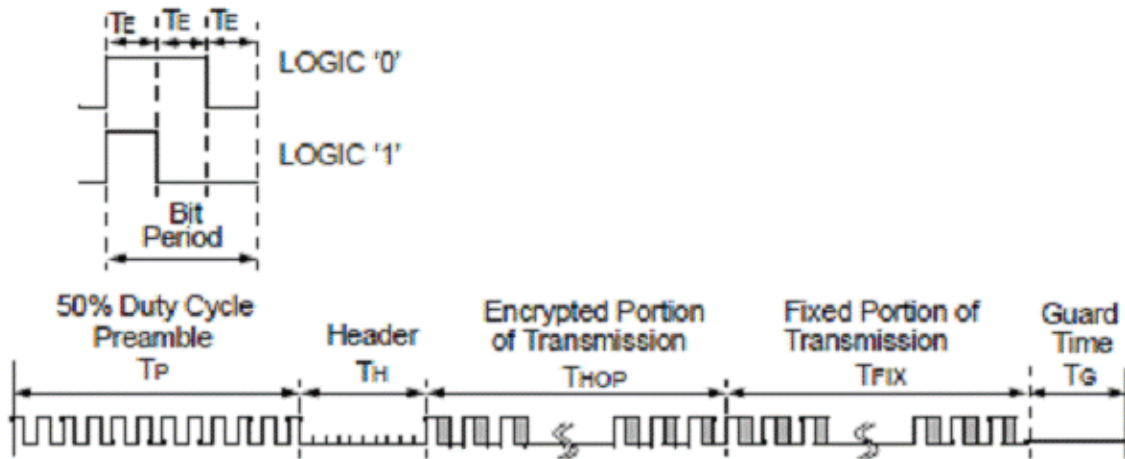 TE TE TE
LOGIC '0'
LOGIC '1'
Bit
Period
50% Duty Cycle
Preamble
TP
Header
TH
Encrypted Portion
of Transmission
THOP
Fixed Portion of
Transmission
TFIX
Guard
Time
TG